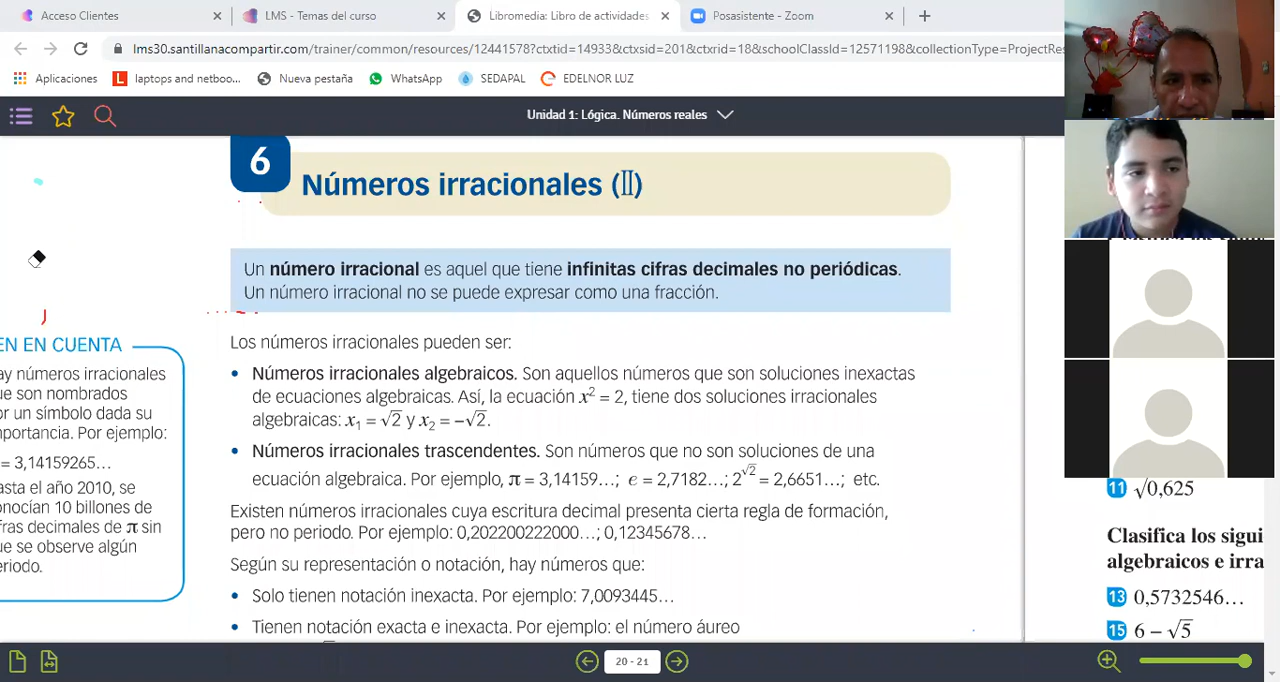 Acceso Clientes
LMS - Temas del curso
Libromedia: Libro de actividades
Posasistente - Zoom
lms30.santillanacompartir.com/trainer/common/resources/12441578?ctxtid=14933&ctxsid=201&ctxrid=18&schoolClassId=12571198&collectionType=ProjectRes
Aplicaciones
laptops and netboo...
Nueva pestaña
WhatsApp
SEDAPAL
EDELNOR LUZ
Unidad 1: Lógica. Números reales
6
Números irracionales (I)
Un número irracional es aquel que tiene infinitas cifras decimales no periódicas.
Un número irracional no se puede expresar como una fracción.
Los números irracionales pueden ser:
• Números irracionales algebraicos. Son aquellos números que son soluciones inexactas
de ecuaciones algebraicas. Así, la ecuación x² = 2, tiene dos soluciones irracionales
algebraicas: x₁ = √2 y x₂ = −√2.
• Números irracionales trascendentes. Son números que no son soluciones de una
ecuación algebraica. Por ejemplo, π = 3,14159...; e = 2,7182...; 2^√2 = 2,6651...; etc.
Existen números irracionales cuya escritura decimal presenta cierta regla de formación,
pero no periodo. Por ejemplo: 0,202200222000...; 0,12345678...
Según su representación o notación, hay números que:
• Solo tienen notación inexacta. Por ejemplo: 7,0093445...
• Tienen notación exacta e inexacta. Por ejemplo: el número áureo
EN EN CUENTA
ay números irracionales
ue son nombrados
or un símbolo dada su
mportancia. Por ejemplo:
= 3,14159265...
asta el año 2010, se
onocían 10 billones de
ifras decimales de π sin
ue se observe algún
eriodo.
11 √0,625
Clasifica los sigui
algebraicos e irra
13 0,5732546...
15 6 − √5
20 - 21